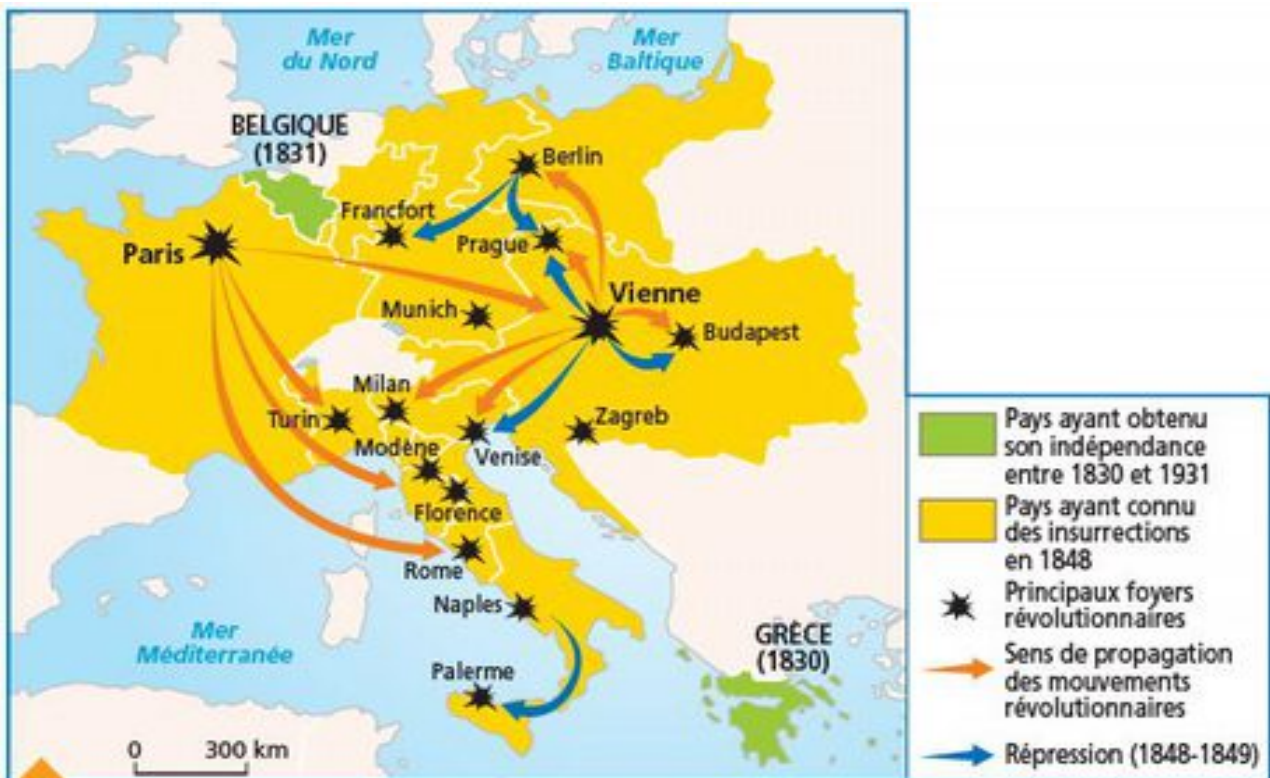 Mer
du Nord
Mer
Baltique
BELGIQUE
(1831)
Berlin
Francfort
Paris
Prague
Vienne
Munich
Budapest
Milan
Turin
Zagreb
Modène
Venise
Florence
Rome
Naples
Mer
Méditerranée
GRÈCE
(1830)
Palerme
0 300 km
Pays ayant obtenu
son indépendance
entre 1830 et 1931
Pays ayant connu
des insurrections
en 1848
Principaux foyers
révolutionnaires
Sens de propagation
des mouvements
révolutionnaires
Répression (1848-1849)